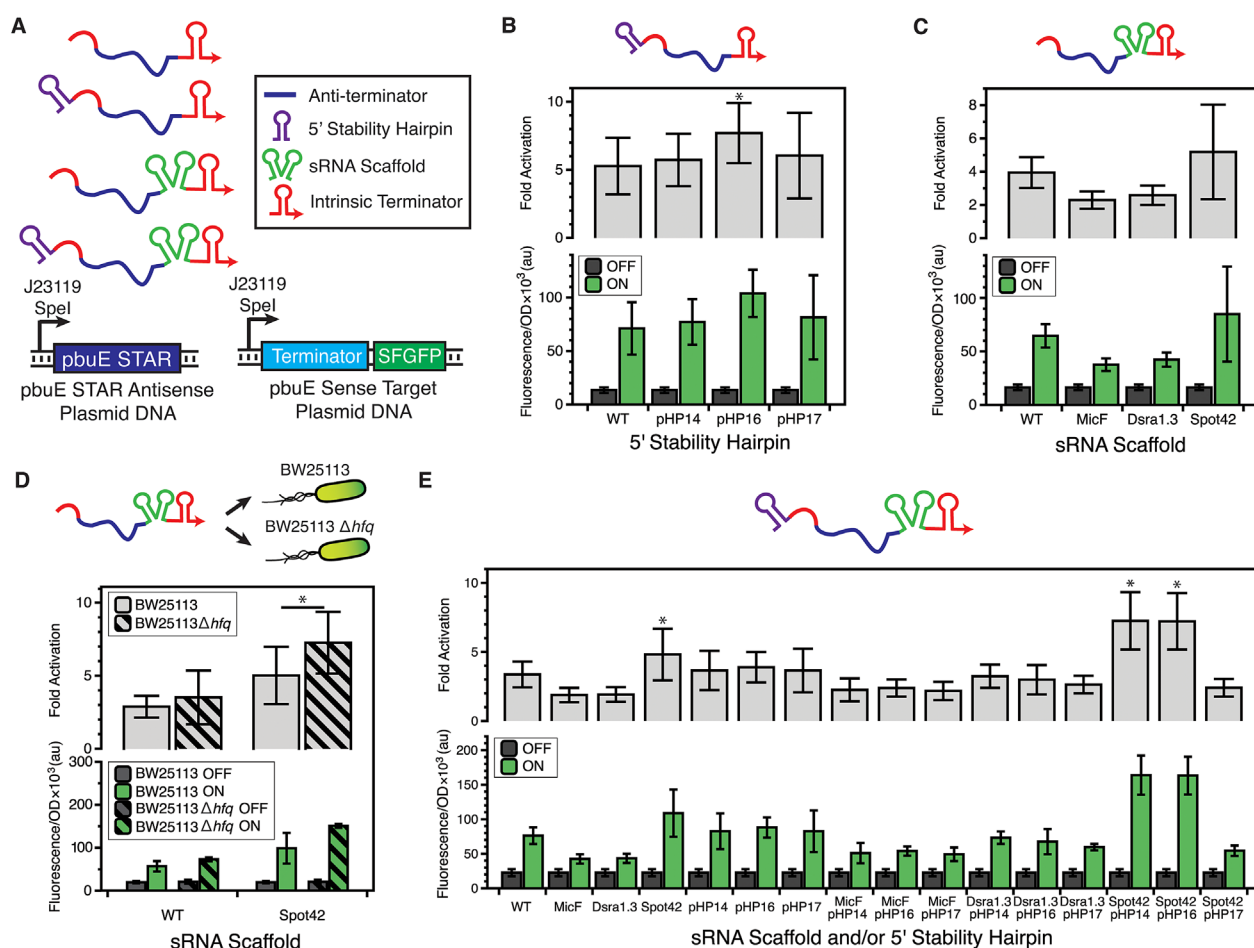 A
Anti-terminator
5' Stability Hairpin
sRNA Scaffold
Intrinsic Terminator
J23119
SpeI
J23119
SpeI
pbuE STAR
Terminator
SFGFP
pbuE STAR Antisense
Plasmid DNA
pbuE Sense Target
Plasmid DNA
B
Fold Activation
10
5
0
Fluorescence/OD×10³ (au)
OFF
ON
100
50
0
WT
pHP14
pHP16
pHP17
*
5' Stability Hairpin
C
Fold Activation
8
6
4
2
0
Fluorescence/OD×10³ (au)
OFF
ON
100
50
0
WT
MicF
Dsra1.3
Spot42
sRNA Scaffold
D
BW25113
BW25113 Δhfq
Fold Activation
BW25113
BW25113Δhfq
*
10
5
0
Fluorescence/OD×10³ (au)
BW25113 OFF
BW25113 ON
BW25113 Δhfq OFF
BW25113 Δhfq ON
300
200
100
0
WT
Spot42
sRNA Scaffold
E
Fold Activation
10
5
0
*
*
*
Fluorescence/OD×10³ (au)
OFF
ON
200
150
100
50
0
WT
MicF
Dsra1.3
Spot42
pHP14
pHP16
pHP17
MicF
pHP14
MicF
pHP16
MicF
pHP17
Dsra1.3
pHP14
Dsra1.3
pHP16
Dsra1.3
pHP17
Spot42
pHP14
Spot42
pHP16
Spot42
pHP17
sRNA Scaffold and/or 5' Stability Hairpin